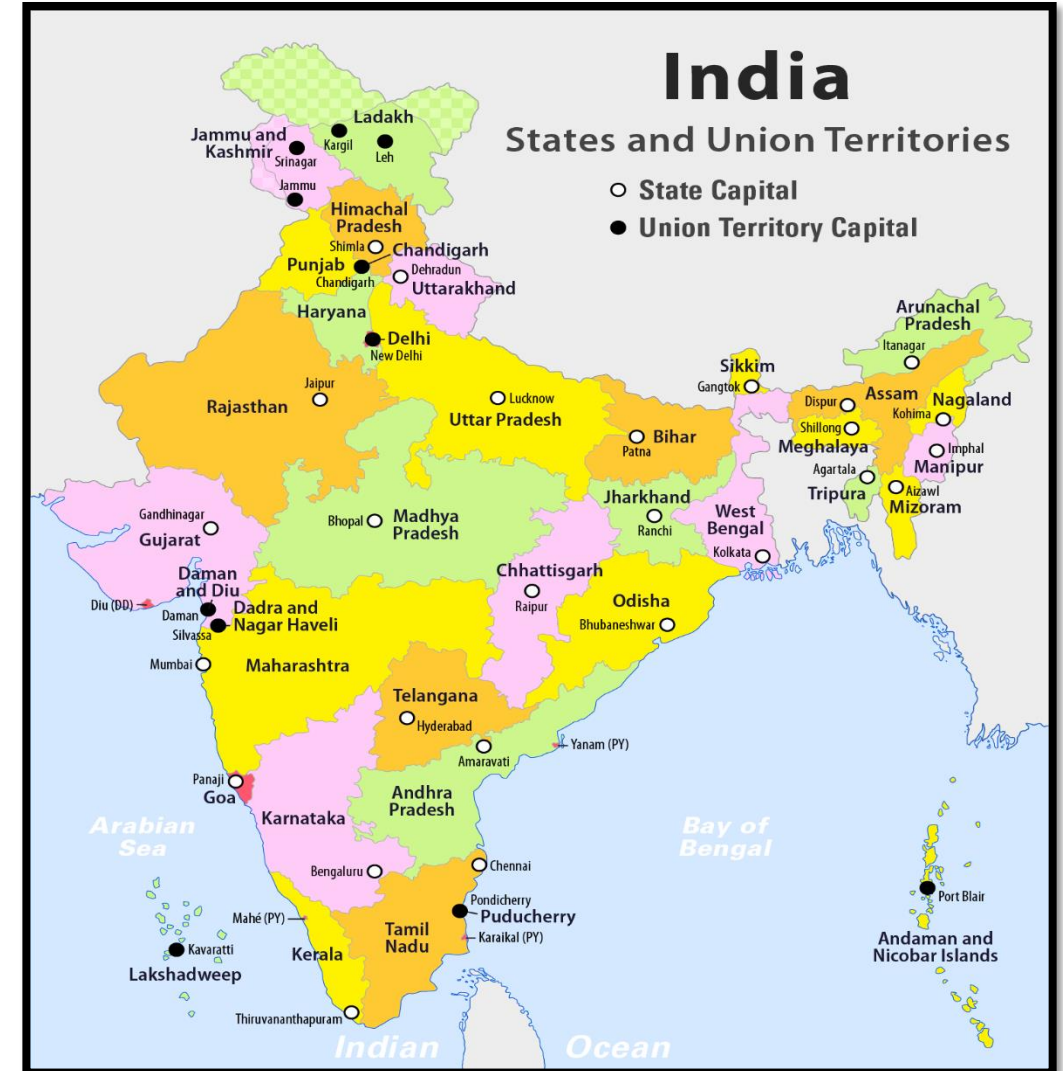 India
States and Union Territories
State Capital
Union Territory Capital
Ladakh
Kargil
Leh
Jammu and
Kashmir
Srinagar
Jammu
Himachal
Pradesh
Shimla
Chandigarh
Punjab
Chandigarh
Dehradun
Uttarakhand
Haryana
Delhi
New Delhi
Arunachal
Pradesh
Itanagar
Sikkim
Gangtok
Jaipur
Rajasthan
Lucknow
Uttar Pradesh
Dispur
Assam
Nagaland
Kohima
Shillong
Meghalaya
Imphal
Manipur
Bihar
Patna
Agartala
Tripura
Aizawl
Mizoram
Gandhinagar
Gujarat
Bhopal
Madhya
Pradesh
Jharkhand
Ranchi
West
Bengal
Kolkata
Daman
and Diu
Diu (DD)
Daman
Dadra and
Nagar Haveli
Silvassa
Chhattisgarh
Raipur
Odisha
Bhubaneshwar
Mumbai
Maharashtra
Telangana
Hyderabad
Amaravati
Yanam (PY)
Panaji
Goa
Karnataka
Andhra
Pradesh
Arabian
Sea
Bay of
Bengal
Bengaluru
Chennai
Pondicherry
Puducherry
Port Blair
Mahé (PY)
Tamil
Nadu
Karaikal (PY)
Kerala
Kavaratti
Lakshadweep
Andaman and
Nicobar Islands
Thiruvananthapuram
Indian Ocean